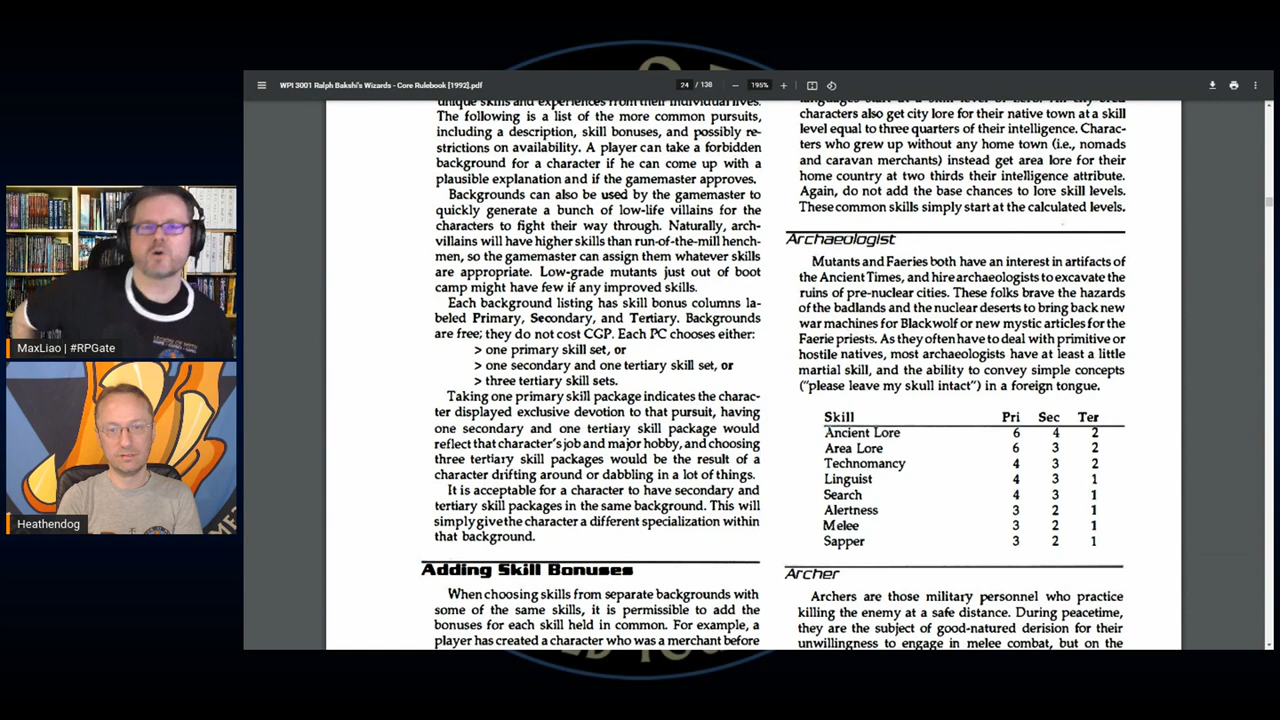 WPI 3001 Ralph Bakshi's Wizards - Core Rulebook [1992].pdf
24 / 138
195%
unique skills and experiences from their individual lives.
The following is a list of the more common pursuits,
including a description, skill bonuses, and possibly re-
strictions on availability. A player can take a forbidden
background for a character if he can come up with a
plausible explanation and if the gamemaster approves.
Backgrounds can also be used by the gamemaster to
quickly generate a bunch of low-life villains for the
characters to fight their way through. Naturally, arch-
villains will have higher skills than run-of-the-mill hench-
men, so the gamemaster can assign them whatever skills
are appropriate. Low-grade mutants just out of boot
camp might have few if any improved skills.
Each background listing has skill bonus columns la-
beled Primary, Secondary, and Tertiary. Backgrounds
are free; they do not cost CGP. Each PC chooses either:
> one primary skill set, or
> one secondary and one tertiary skill set, or
> three tertiary skill sets.
Taking one primary skill package indicates the charac-
ter displayed exclusive devotion to that pursuit, having
one secondary and one tertiary skill package would
reflect that character's job and major hobby, and choosing
three tertiary skill packages would be the result of a
character drifting around or dabbling in a lot of things.
It is acceptable for a character to have secondary and
tertiary skill packages in the same background. This will
simply give the character a different specialization within
that background.
Adding Skill Bonuses
When choosing skills from separate backgrounds with
some of the same skills, it is permissible to add the
bonuses for each skill held in common. For example, a
player has created a character who was a merchant before
characters also get city lore for their native town at a skill
level equal to three quarters of their intelligence. Charac-
ters who grew up without any home town (i.e., nomads
and caravan merchants) instead get area lore for their
home country at two thirds their intelligence attribute.
Again, do not add the base chances to lore skill levels.
These common skills simply start at the calculated levels.
Archaeologist
Mutants and Faeries both have an interest in artifacts of
the Ancient Times, and hire archaeologists to excavate the
ruins of pre-nuclear cities. These folks brave the hazards
of the badlands and the nuclear deserts to bring back new
war machines for Blackwolf or new mystic articles for the
Faerie priests. As they often have to deal with primitive or
hostile natives, most archaeologists have at least a little
martial skill, and the ability to convey simple concepts
("please leave my skull intact") in a foreign tongue.
Skill Pri Sec Ter
Ancient Lore 6 4 2
Area Lore 6 3 2
Technomancy 4 3 2
Linguist 4 3 1
Search 4 3 1
Alertness 3 2 1
Melee 3 2 1
Sapper 3 2 1
Archer
Archers are those military personnel who practice
killing the enemy at a safe distance. During peacetime,
they are the subject of good-natured derision for their
unwillingness to engage in melee combat, but on the
MaxLiao | #RPGate
Heathendog